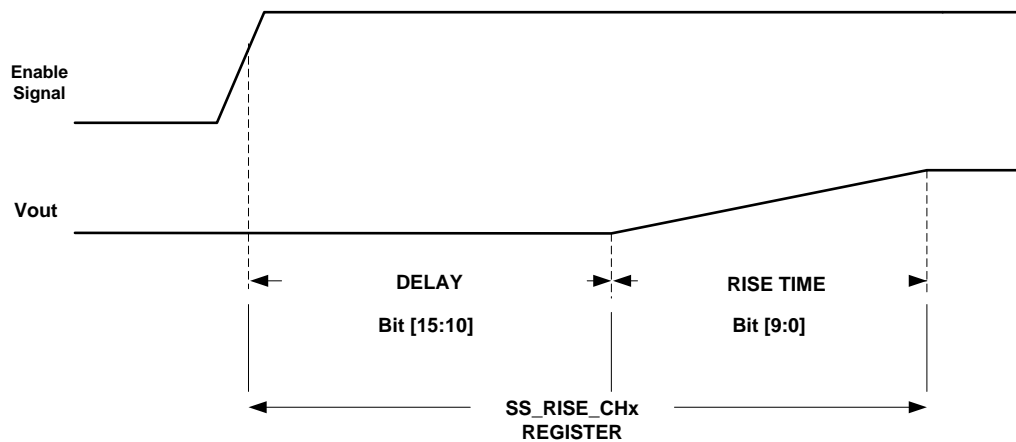 Enable
Signal
Vout
DELAY
RISE TIME
Bit [15:10]
Bit [9:0]
SS_RISE_CHx
REGISTER